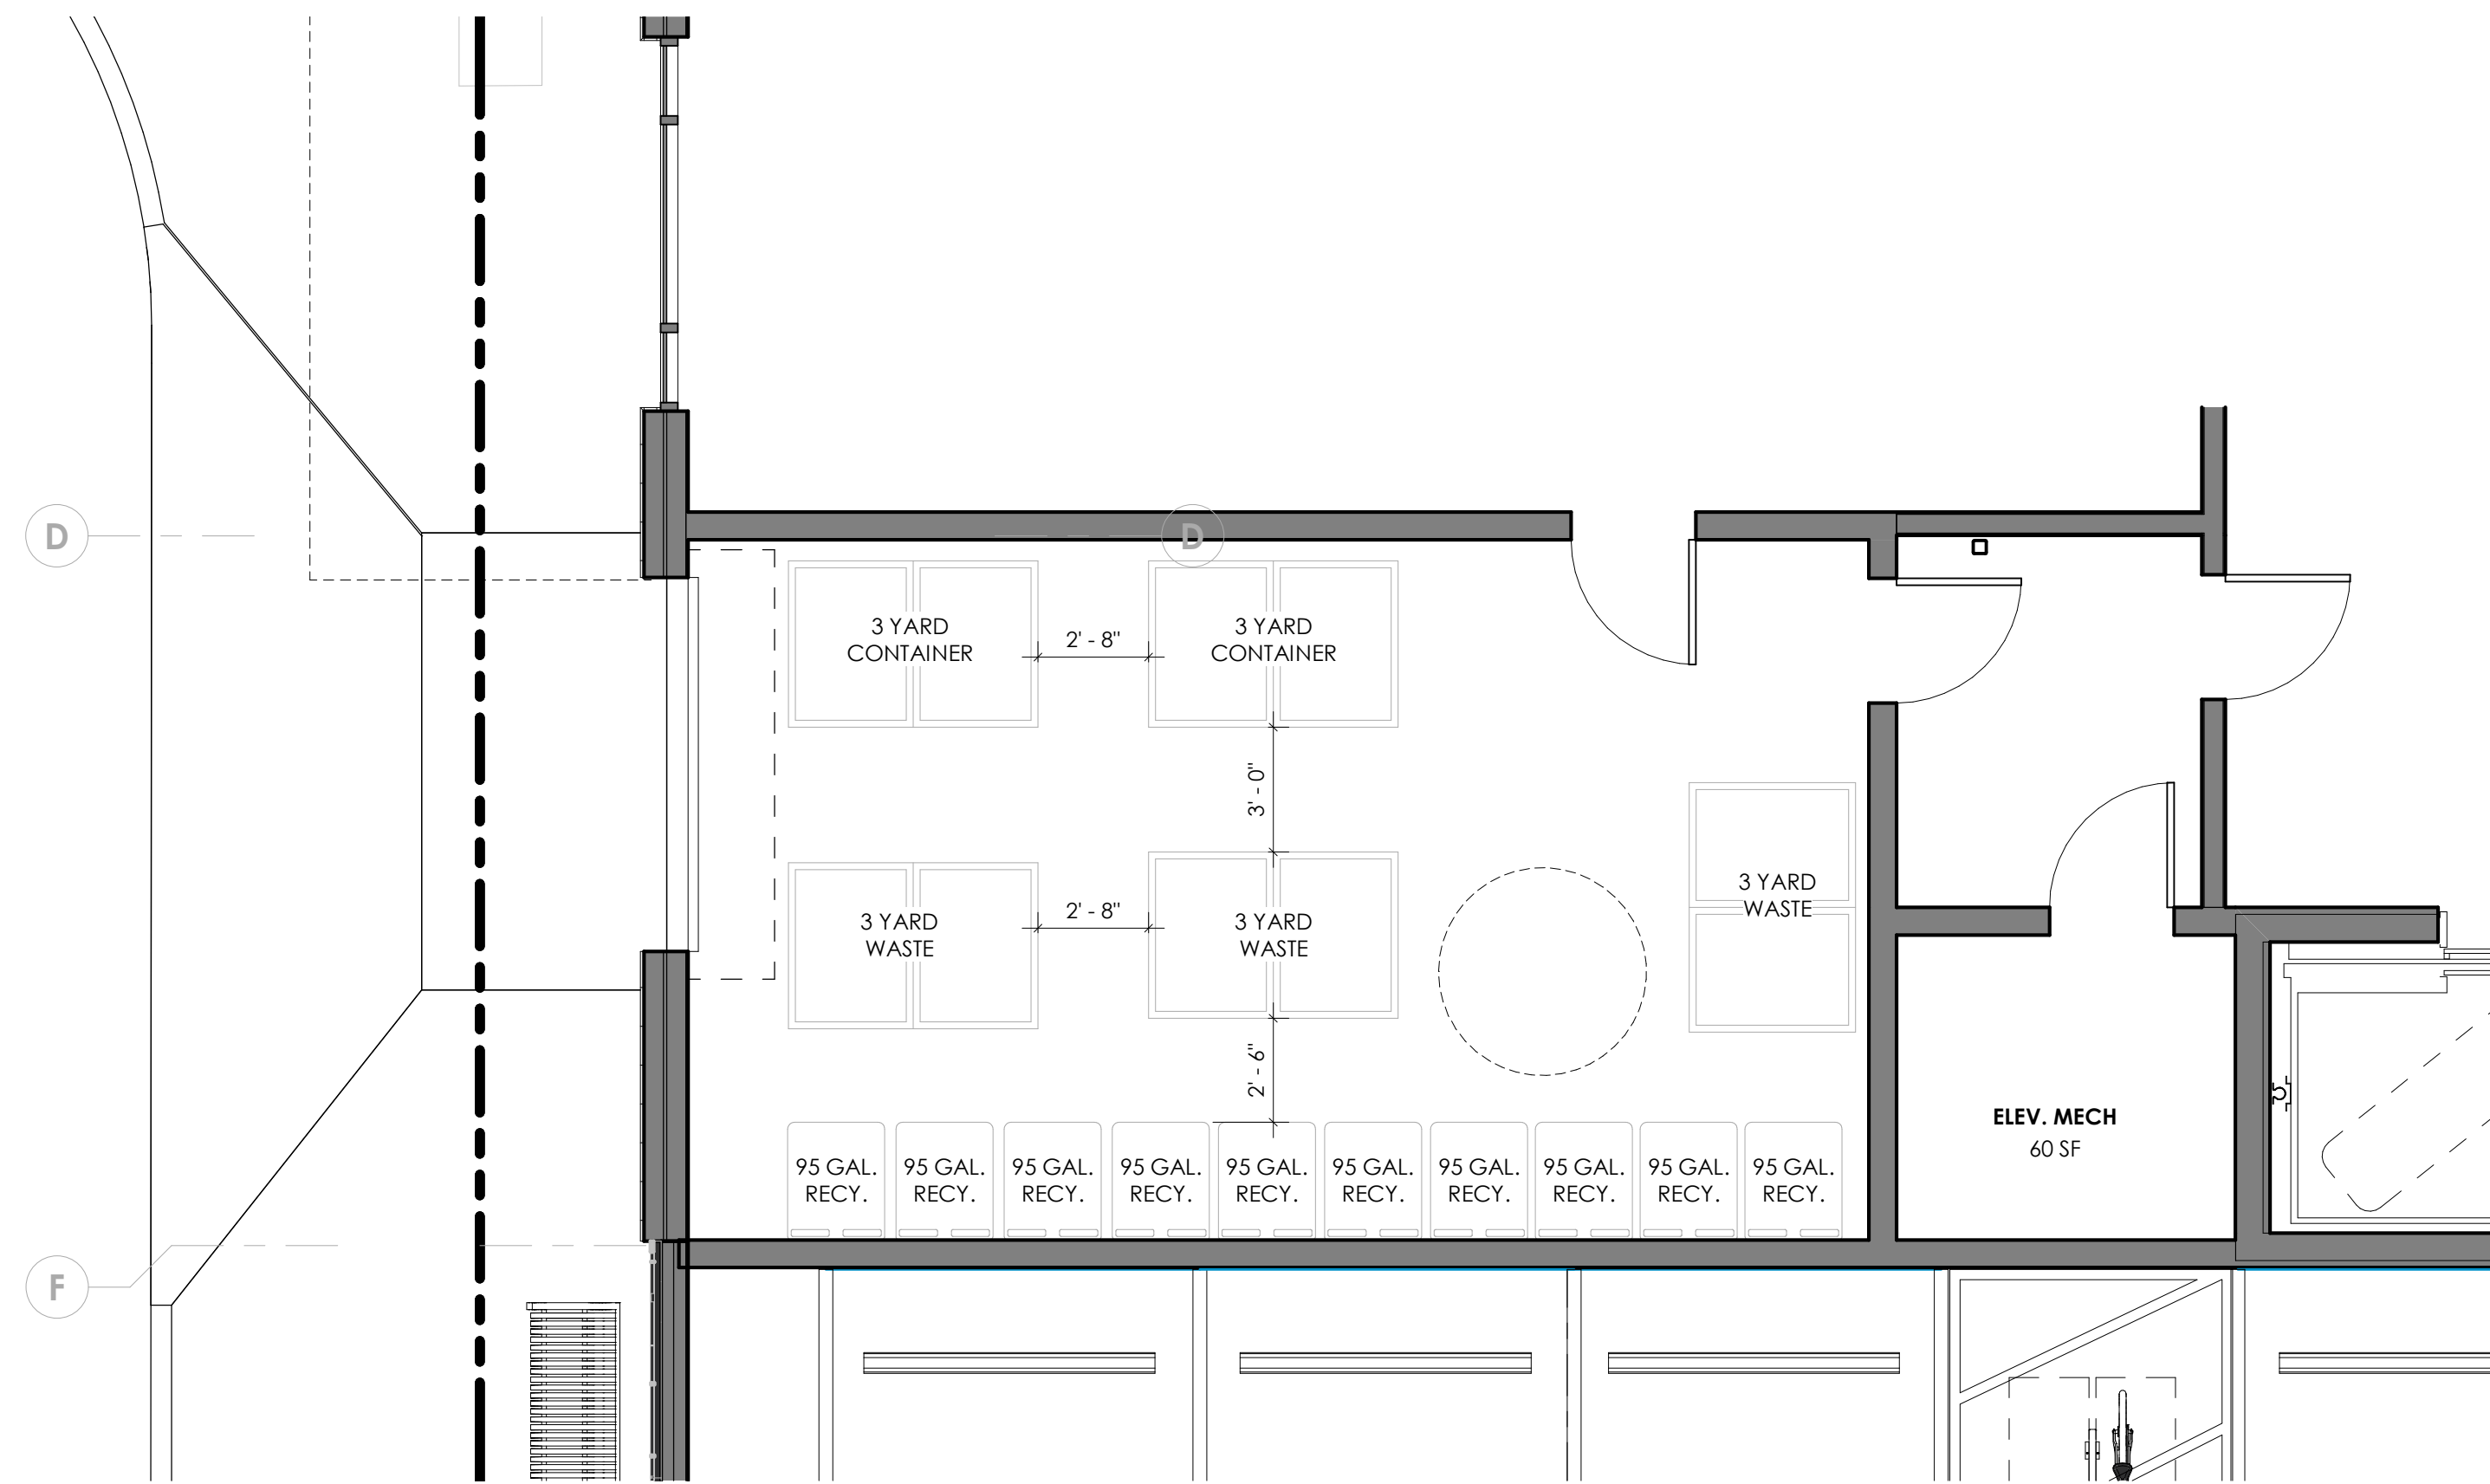 D
D
3 YARD
CONTAINER
2' - 8"
3 YARD
CONTAINER
3' - 0"
3 YARD
WASTE
2' - 8"
3 YARD
WASTE
3 YARD
WASTE
2' - 6"
95 GAL.
RECY.
95 GAL.
RECY.
95 GAL.
RECY.
95 GAL.
RECY.
95 GAL.
RECY.
95 GAL.
RECY.
95 GAL.
RECY.
95 GAL.
RECY.
95 GAL.
RECY.
95 GAL.
RECY.
ELEV. MECH
60 SF
F